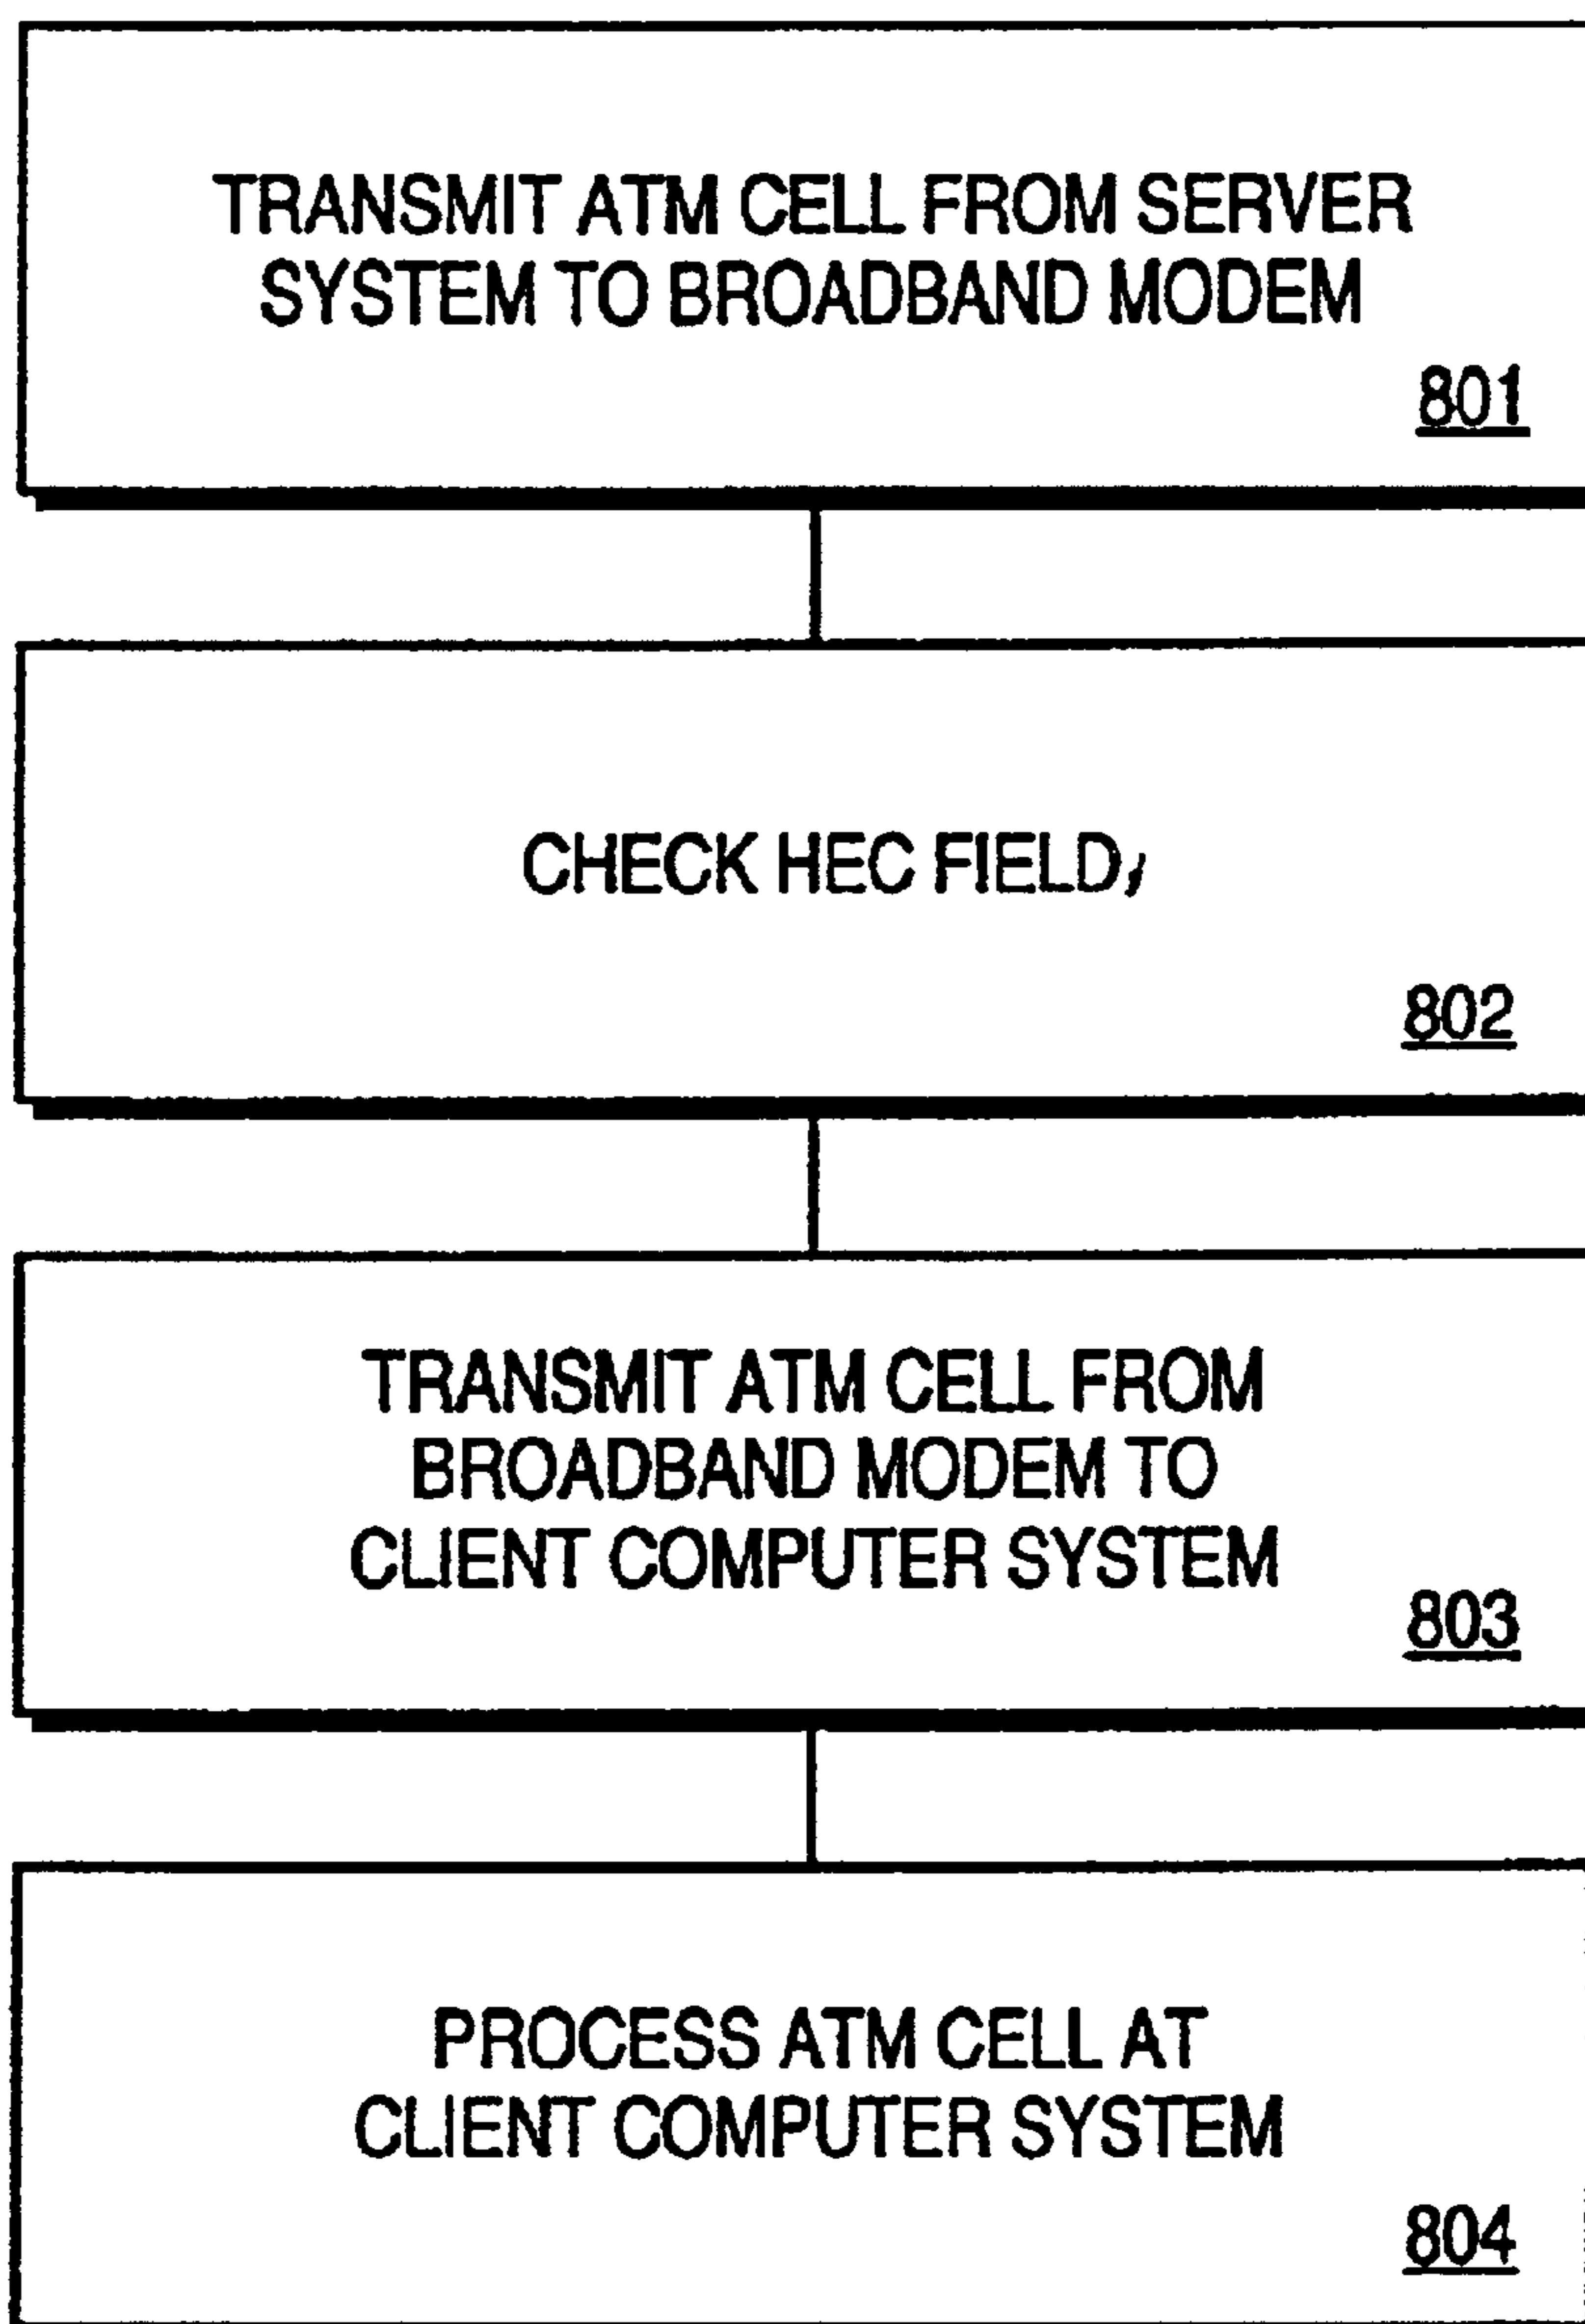 TRANSMIT ATM CELL FROM SERVER
SYSTEM TO BROADBAND MODEM
801
CHECK HEC FIELD,
802
TRANSMIT ATM CELL FROM
BROADBAND MODEM TO
CLIENT COMPUTER SYSTEM
803
PROCESS ATM CELL AT
CLIENT COMPUTER SYSTEM
804